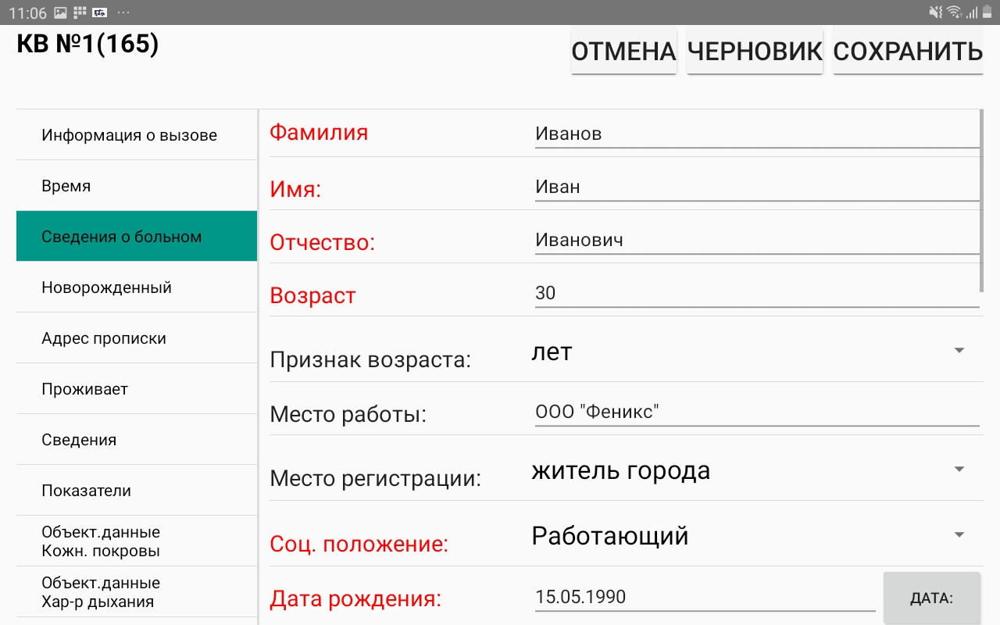 11:06
КВ №1(165)
ОТМЕНА ЧЕРНОВИК СОХРАНИТЬ
Информация о вызове
Время
Сведения о больном
Новорожденный
Адрес прописки
Проживает
Сведения
Показатели
Объект.данные
Кожн. покровы
Объект.данные
Хар-р дыхания
Фамилия Иванов
Имя: Иван
Отчество: Иванович
Возраст 30
Признак возраста: лет
Место работы: ООО "Феникс"
Место регистрации: житель города
Соц. положение: Работающий
Дата рождения: 15.05.1990 ДАТА: